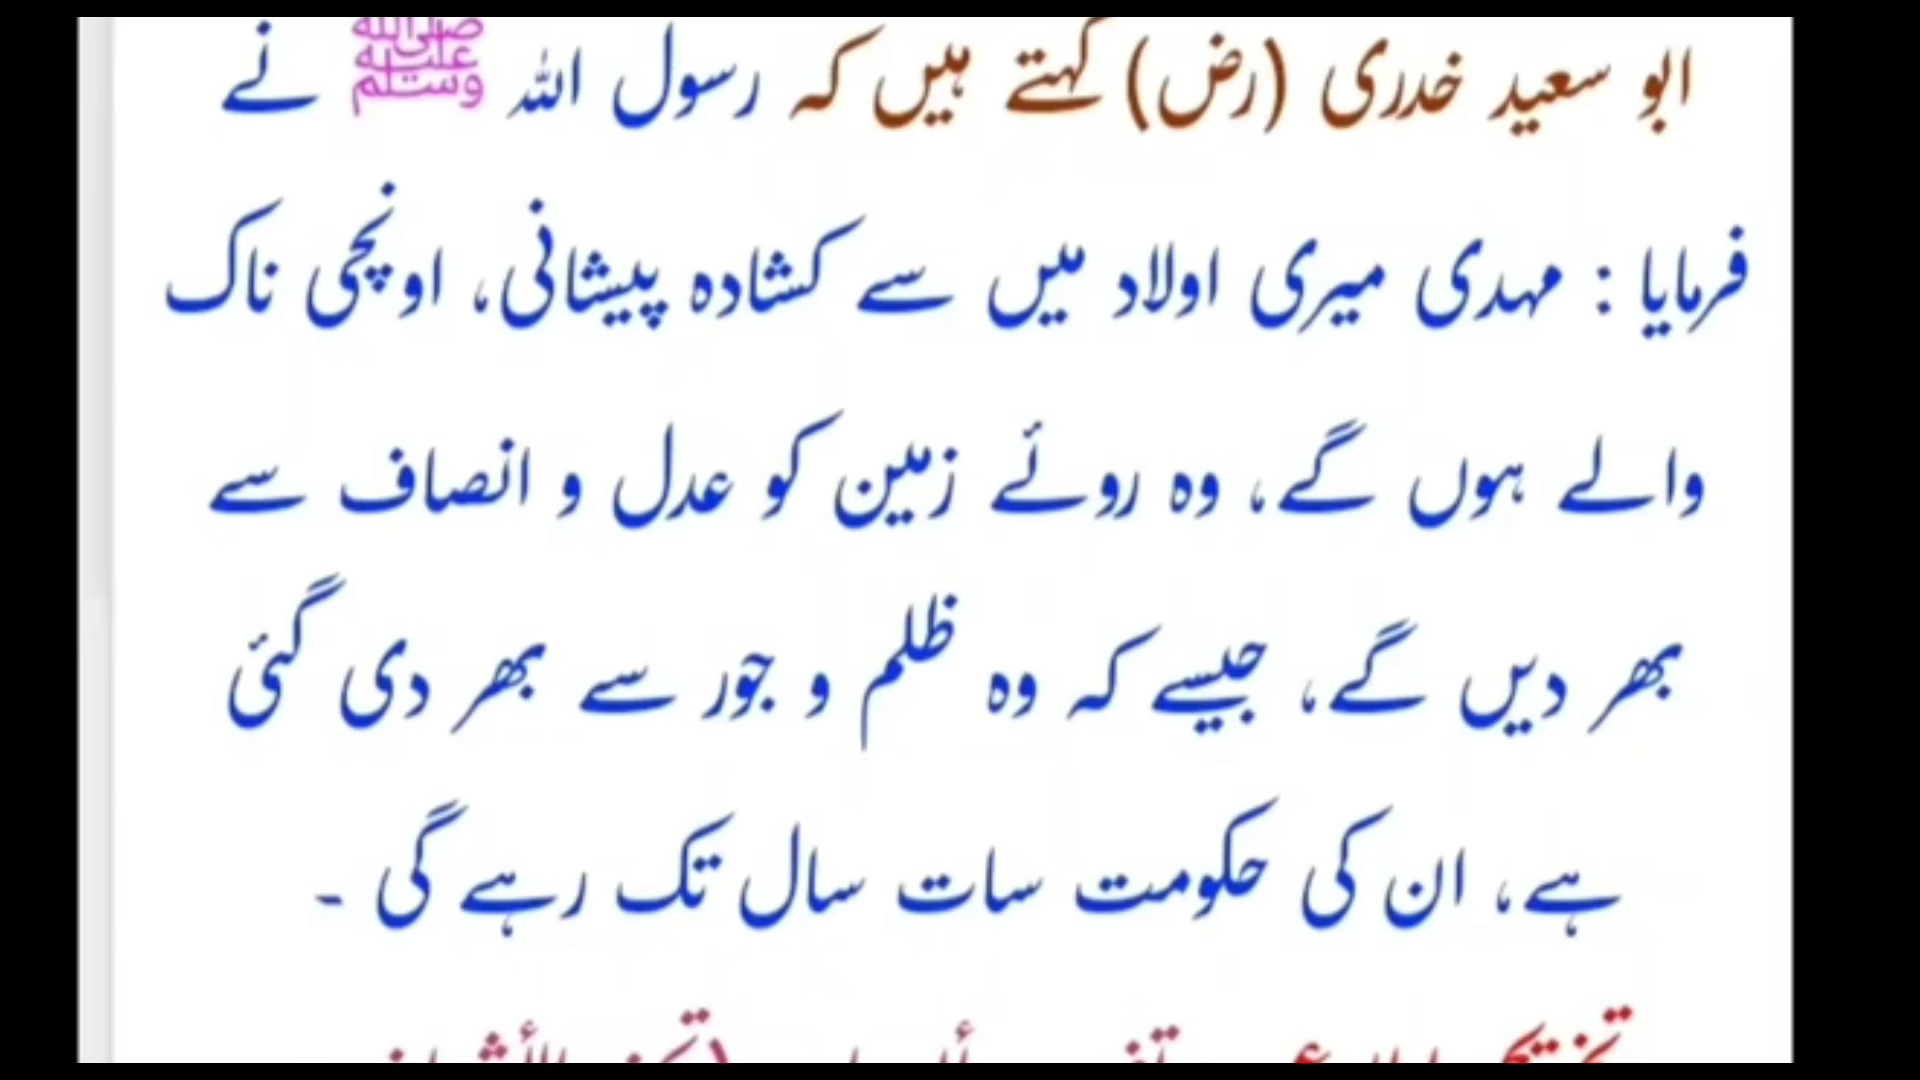 ابو سعید خدری (رض) کہتے ہیں کہ رسول اللہ ﷺ نے
فرمایا : مہدی میری اولاد میں سے کشادہ پیشانی، اونچی ناک
والے ہوں گے، وہ روئے زمین کو عدل و انصاف سے
بھر دیں گے، جیسے کہ وہ ظلم و جور سے بھر دی گئی
ہے، ان کی حکومت سات سال تک رہے گی ۔